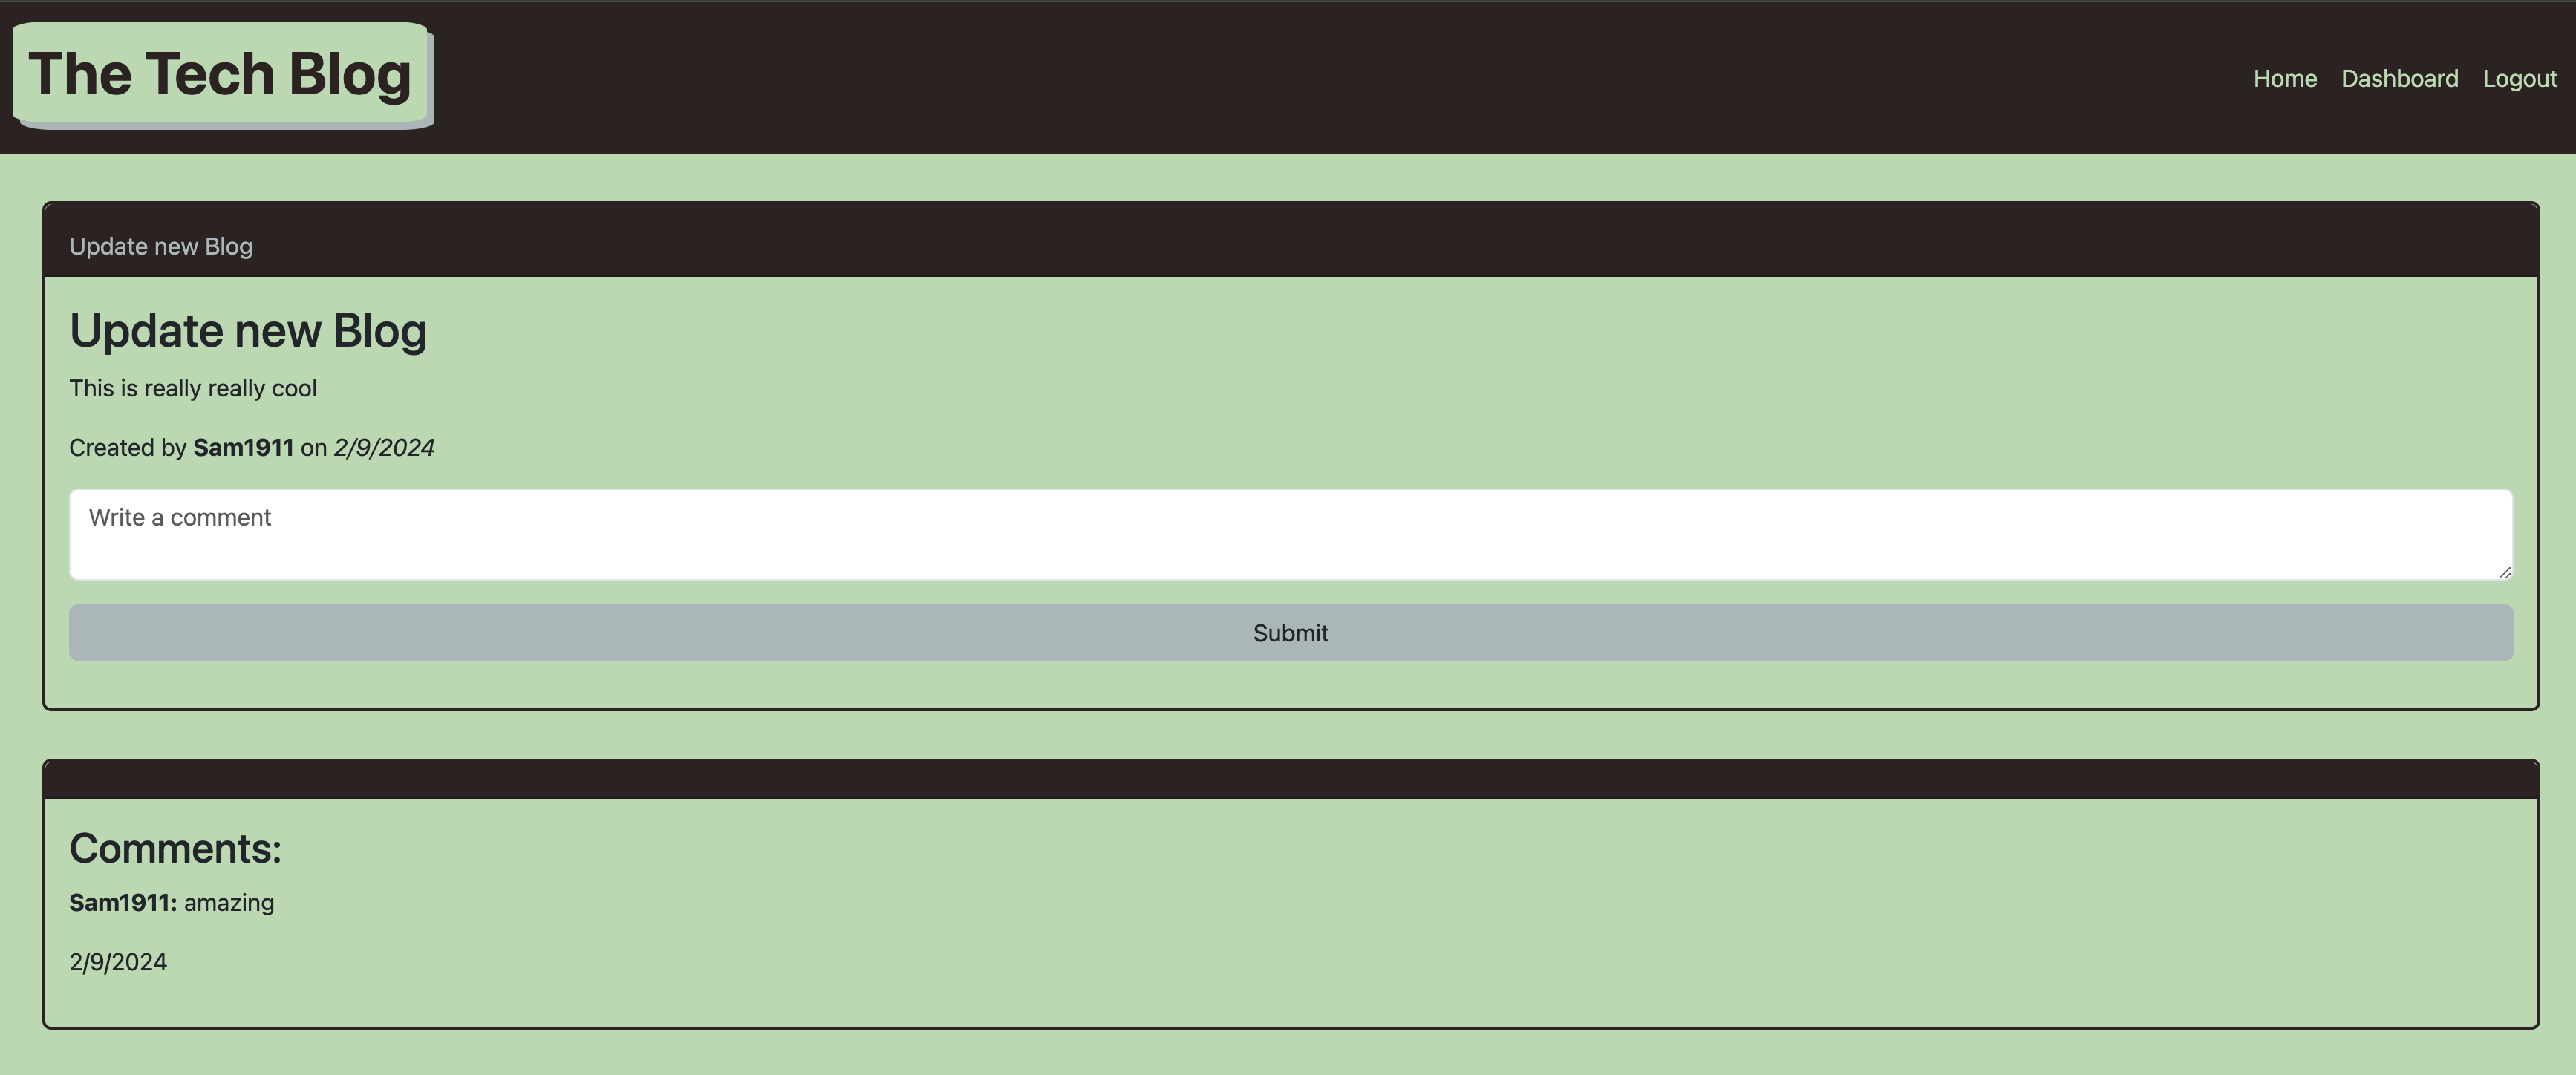 The Tech Blog
Home Dashboard Logout
Update new Blog
Update new Blog
This is really really cool
Created by Sam1911 on 2/9/2024
Write a comment
Submit
Comments:
Sam1911: amazing
2/9/2024